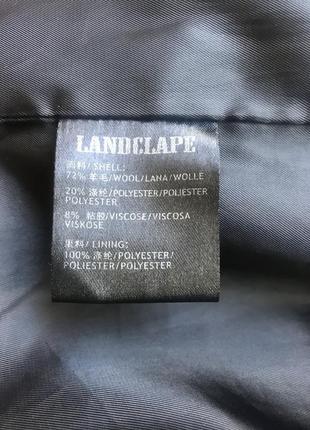 LANDCLAPE
面料/ SHELL:
72% 羊毛/WOOL/LANA/WOLLE
20% 涤纶/POLYESTER/POLIESTER
POLYESTER
8% 粘胶/VISCOSE/VISCOSA
VISKOSE
里料/ LINING:
100% 涤纶/POLYESTER/
POLIESTER/POLYESTER